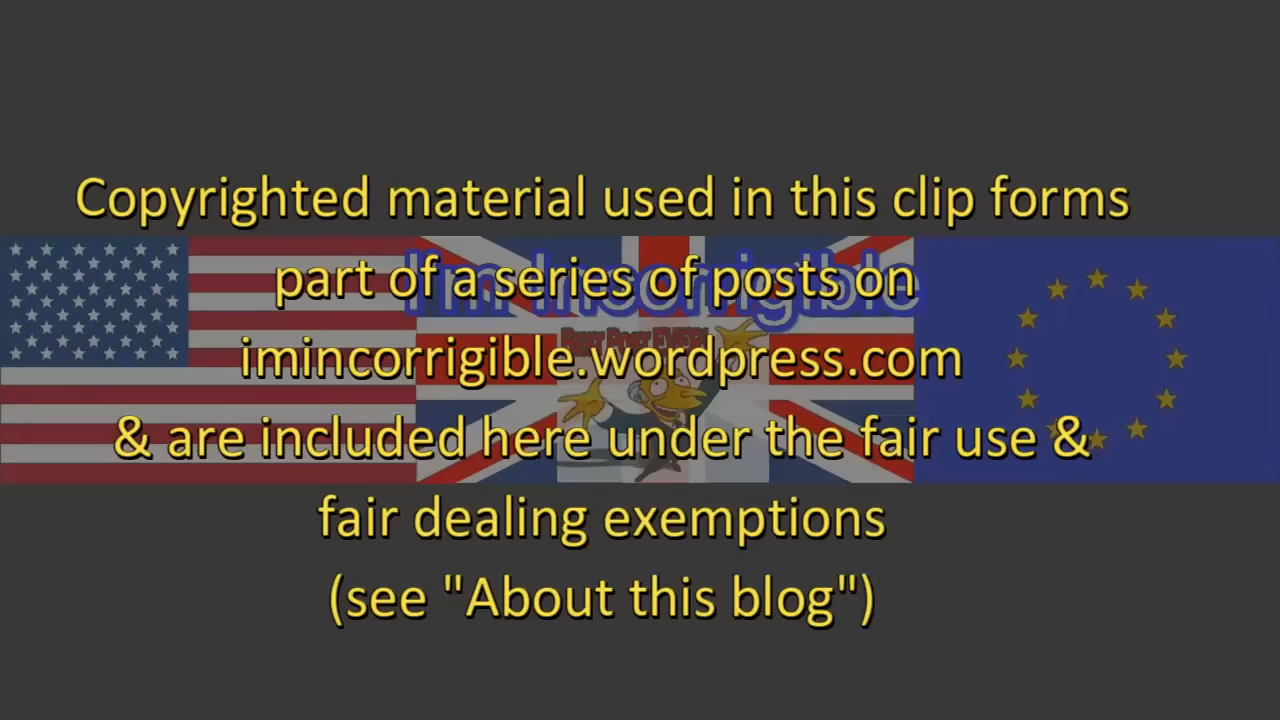 Copyrighted material used in this clip forms
part of a series of posts on
I'm Incorrigible
imincorrigible.wordpress.com
& are included here under the fair use &
fair dealing exemptions
(see "About this blog")